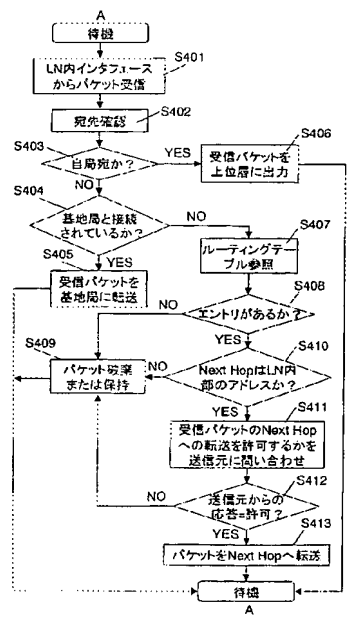 A
待機
S401
LN内インタフェース
からパケット受信
S402
宛先確認
S403
自局宛か?
YES
S406
受信パケットを
上位層に出力
NO
S404
基地局と接続
されているか?
NO
S407
ルーティングテー
ブル参照
S405
YES
受信パケットを
基地局に転送
S408
エントリがあるか?
NO
YES
S409
パケット破棄
または保持
S410
Next HopはLN内
部のアドレスか?
NO
YES
S411
受信パケットのNext Hop
への転送を許可するかを
送信元に問い合わせ
S412
送信元からの
応答=許可?
NO
YES
S413
パケットをNext Hopへ転送
待機
A